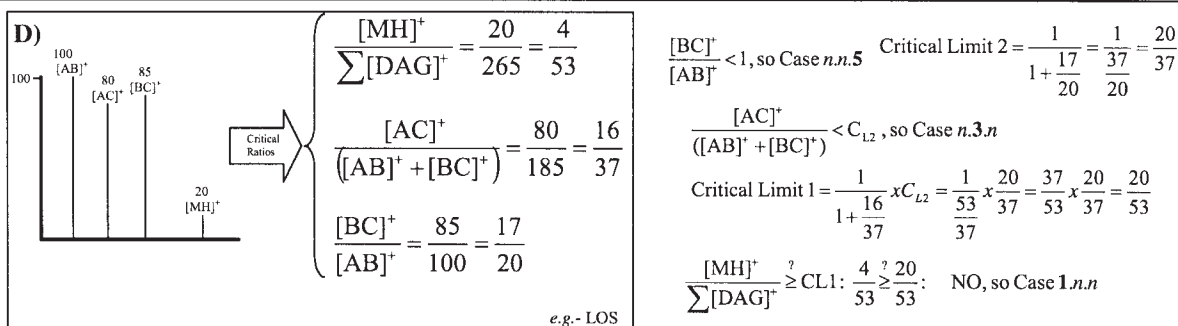 D)
100
[AB]⁺
85
[BC]⁺
80
[AC]⁺
100
20
[MH]⁺
Critical
Ratios
[MH]⁺ / ∑[DAG]⁺ = 20/265 = 4/53
[AC]⁺ / ([AB]⁺ + [BC]⁺) = 80/185 = 16/37
[BC]⁺ / [AB]⁺ = 85/100 = 17/20
e.g.- LOS
[BC]⁺ / [AB]⁺ < 1, so Case n.n.5 Critical Limit 2 = 1 / (1 + 17/20) = 1 / (37/20) = 20/37
[AC]⁺ / ([AB]⁺ + [BC]⁺) < C_L2, so Case n.3.n
Critical Limit 1 = 1 / (1 + 16/37) x C_L2 = 1 / (53/37) x 20/37 = 37/53 x 20/37 = 20/53
[MH]⁺ / ∑[DAG]⁺ ≥? CL1: 4/53 ≥? 20/53: NO, so Case 1.n.n